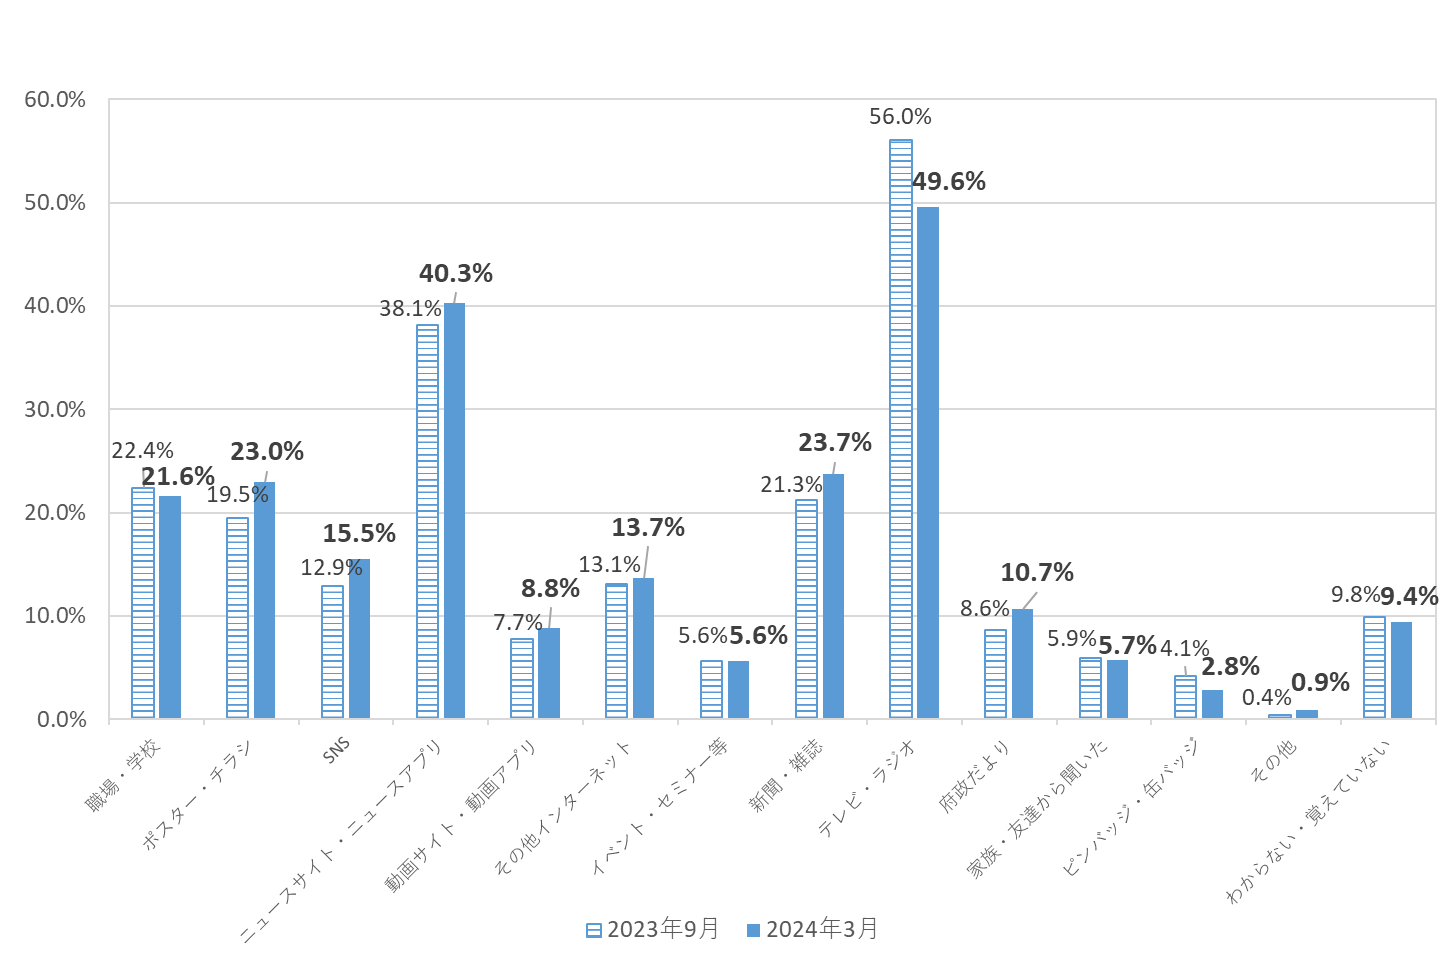 60.0%
50.0%
40.0%
30.0%
20.0%
10.0%
0.0%
22.4%
21.6%
19.5%
23.0%
12.9%
15.5%
38.1%
40.3%
7.7%
8.8%
13.1%
13.7%
5.6%
5.6%
21.3%
23.7%
56.0%
49.6%
8.6%
10.7%
5.9%
5.7%
4.1%
2.8%
0.4%
0.9%
9.8%
9.4%
職場・学校
ポスター・チラシ
SNS
ニュースサイト・ニュースアプリ
動画サイト・動画アプリ
その他インターネット
イベント・セミナー等
新聞・雑誌
テレビ・ラジオ
府政だより
家族・友達から聞いた
ピンバッジ・缶バッジ
その他
わからない・覚えていない
2023年9月
2024年3月